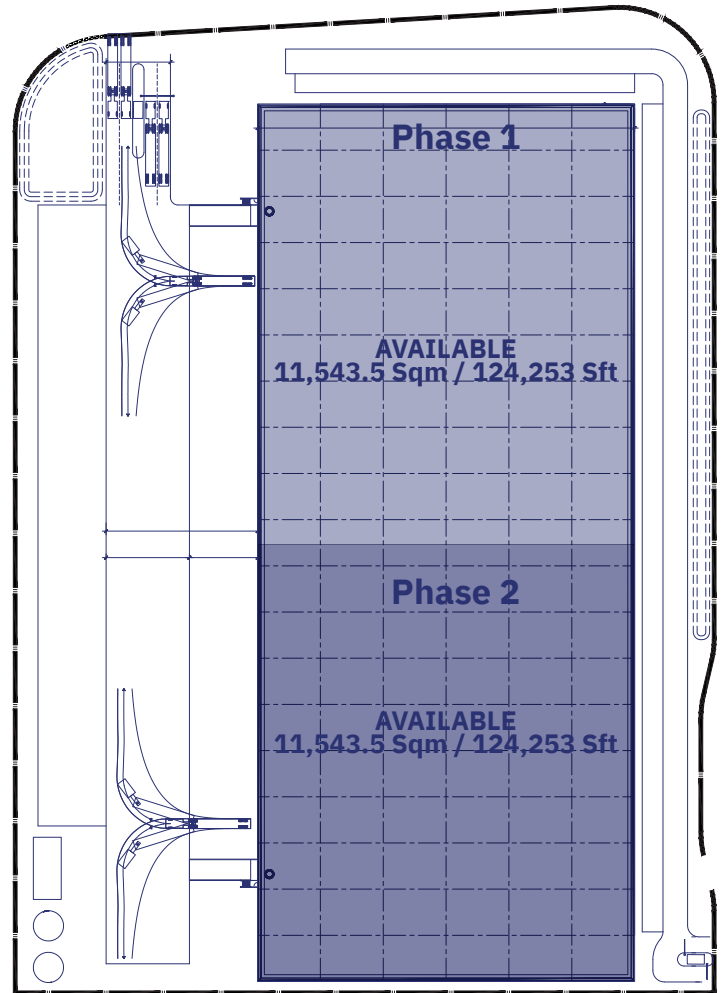 Phase 1
AVAILABLE
11,543.5 Sqm / 124,253 Sft
Phase 2
AVAILABLE
11,543.5 Sqm / 124,253 Sft